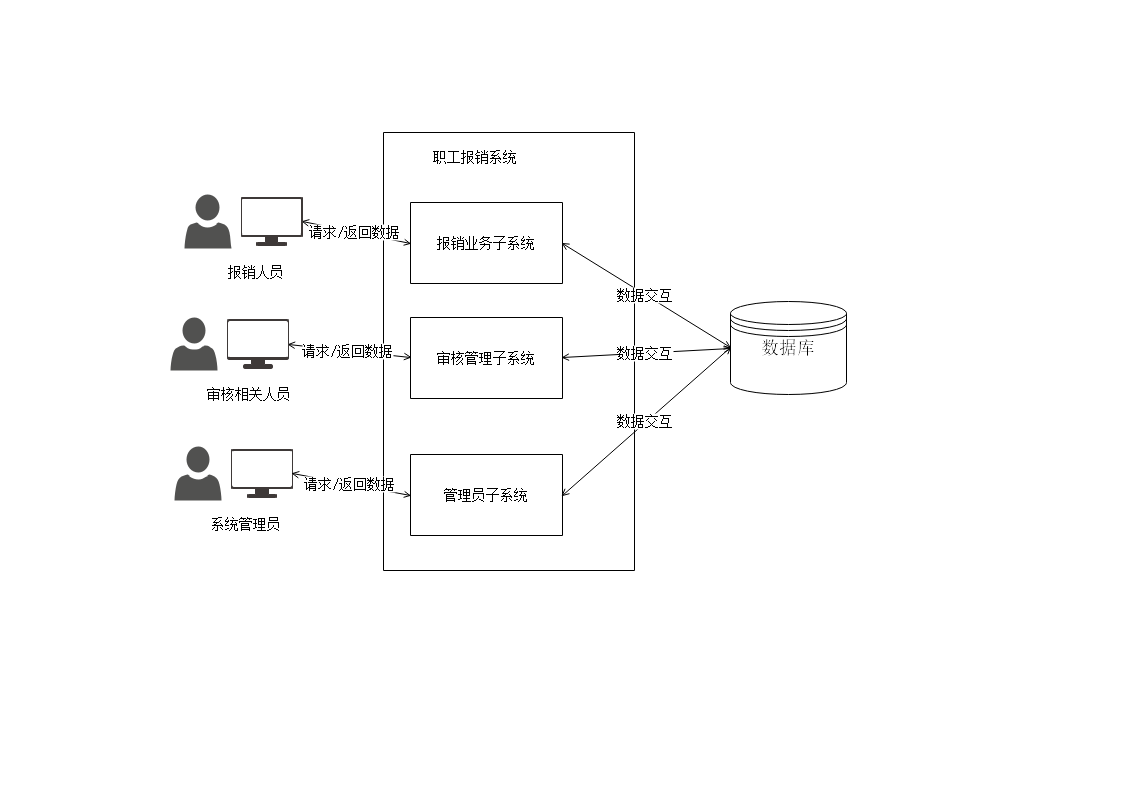 职工报销系统
请求/返回数据
报销业务子系统
报销人员
数据交互
请求/返回数据
审核管理子系统
数据交互
数据库
审核相关人员
数据交互
请求/返回数据
管理员子系统
系统管理员